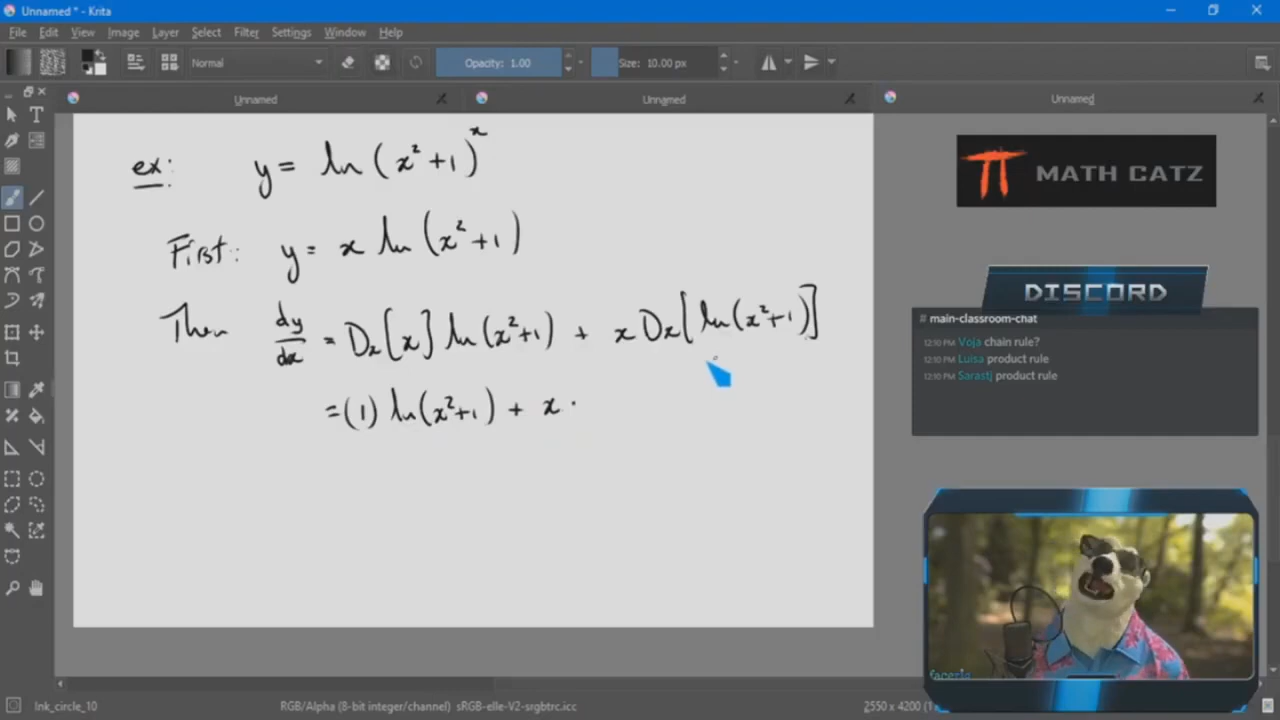 Unnamed * - Krita
File Edit View Image Layer Select Filter Settings Window Help
Normal Opacity: 1.00 Size: 10.00 px
Unnamed Unnamed Unnamed
ex: y = ln (x² + 1)^x
First: y = x ln (x² + 1)
Then dy/dx = Dx[x] ln(x²+1) + x Dx[ln(x²+1)]
= (1) ln(x²+1) + x ·
MATH CATZ
DISCORD
# main-classroom-chat
12:10 PM Voja chain rule?
12:10 PM Luisa product rule
12:10 PM Sarastj product rule
facerig
Ink_circle_10 RGB/Alpha (8-bit integer/channel) sRGB-elle-V2-srgbtrc.icc 2550 x 4200 (1